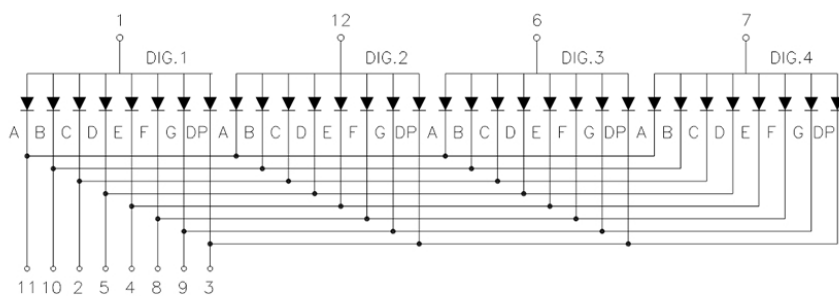 1 12 6 7
DIG.1 DIG.2 DIG.3 DIG.4
A B C D E F G DP A B C D E F G DP A B C D E F G DP A B C D E F G DP
11 10 2 5 4 8 9 3